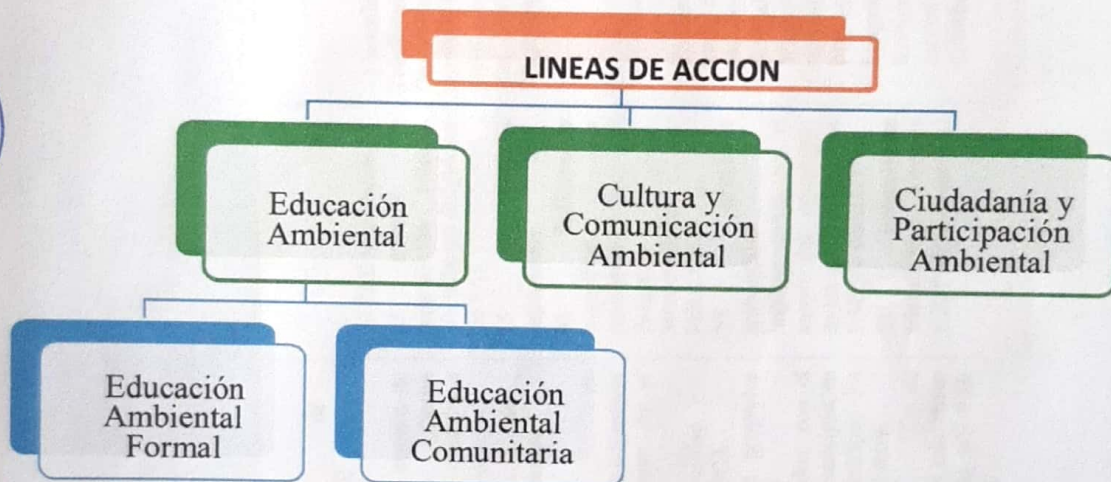 LINEAS DE ACCION
Educación
Ambiental
Cultura y
Comunicación
Ambiental
Ciudadanía y
Participación
Ambiental
Educación
Ambiental
Formal
Educación
Ambiental
Comunitaria